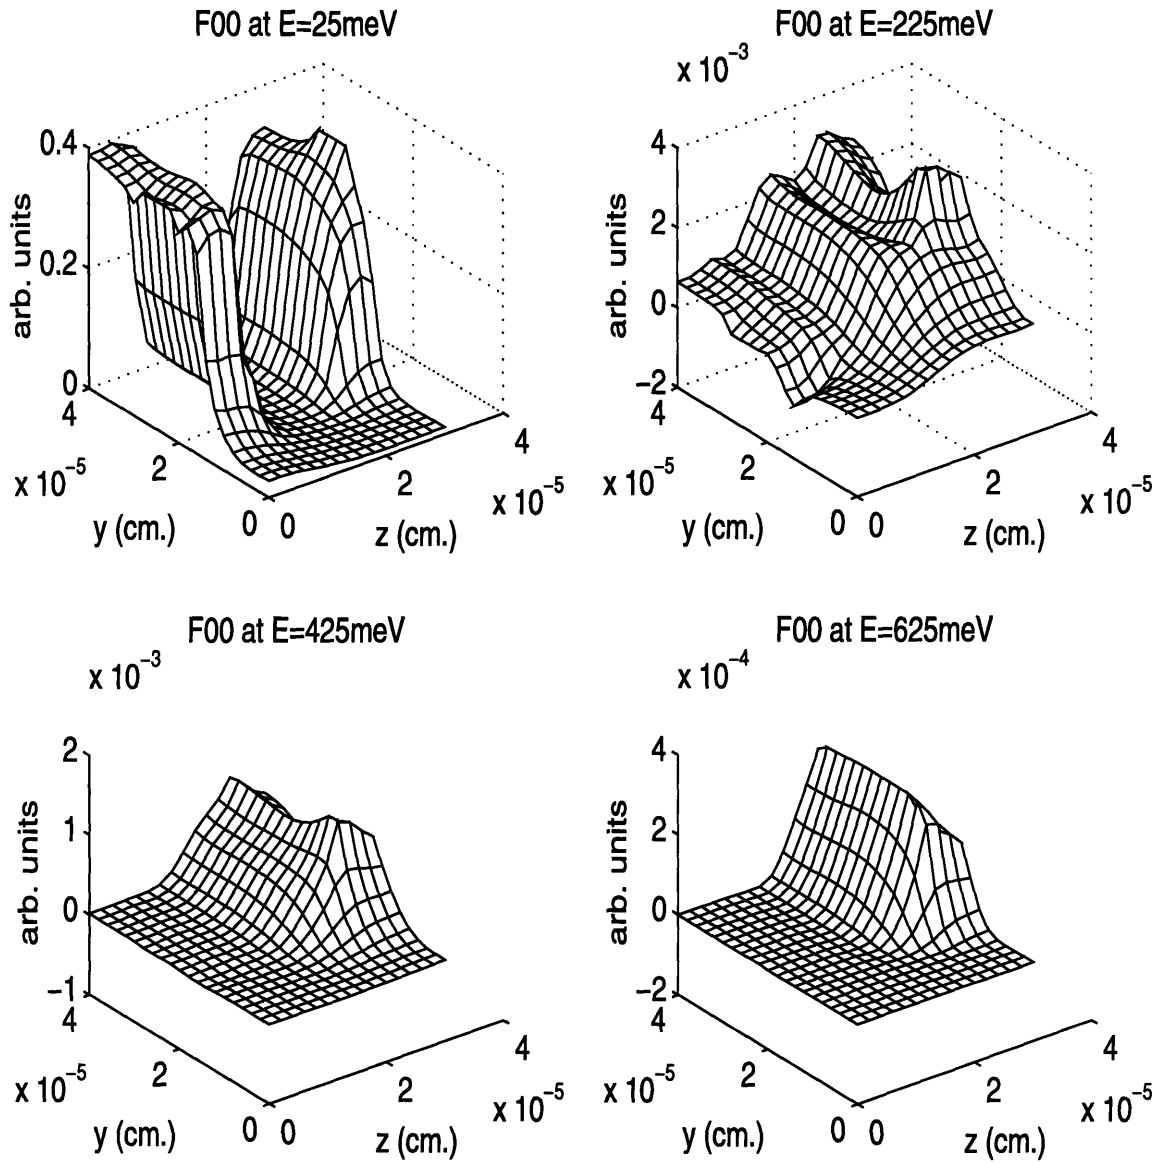 F00 at E=25meV
0.4
0.2
0
arb. units
4
2
0
x 10^-5
y (cm.)
0
2
4
x 10^-5
z (cm.)
F00 at E=225meV
x 10^-3
4
2
0
-2
arb. units
4
2
0
x 10^-5
y (cm.)
0
2
4
x 10^-5
z (cm.)
F00 at E=425meV
x 10^-3
2
1
0
-1
arb. units
4
2
0
x 10^-5
y (cm.)
0
2
4
x 10^-5
z (cm.)
F00 at E=625meV
x 10^-4
4
2
0
-2
arb. units
4
2
0
x 10^-5
y (cm.)
0
2
4
x 10^-5
z (cm.)